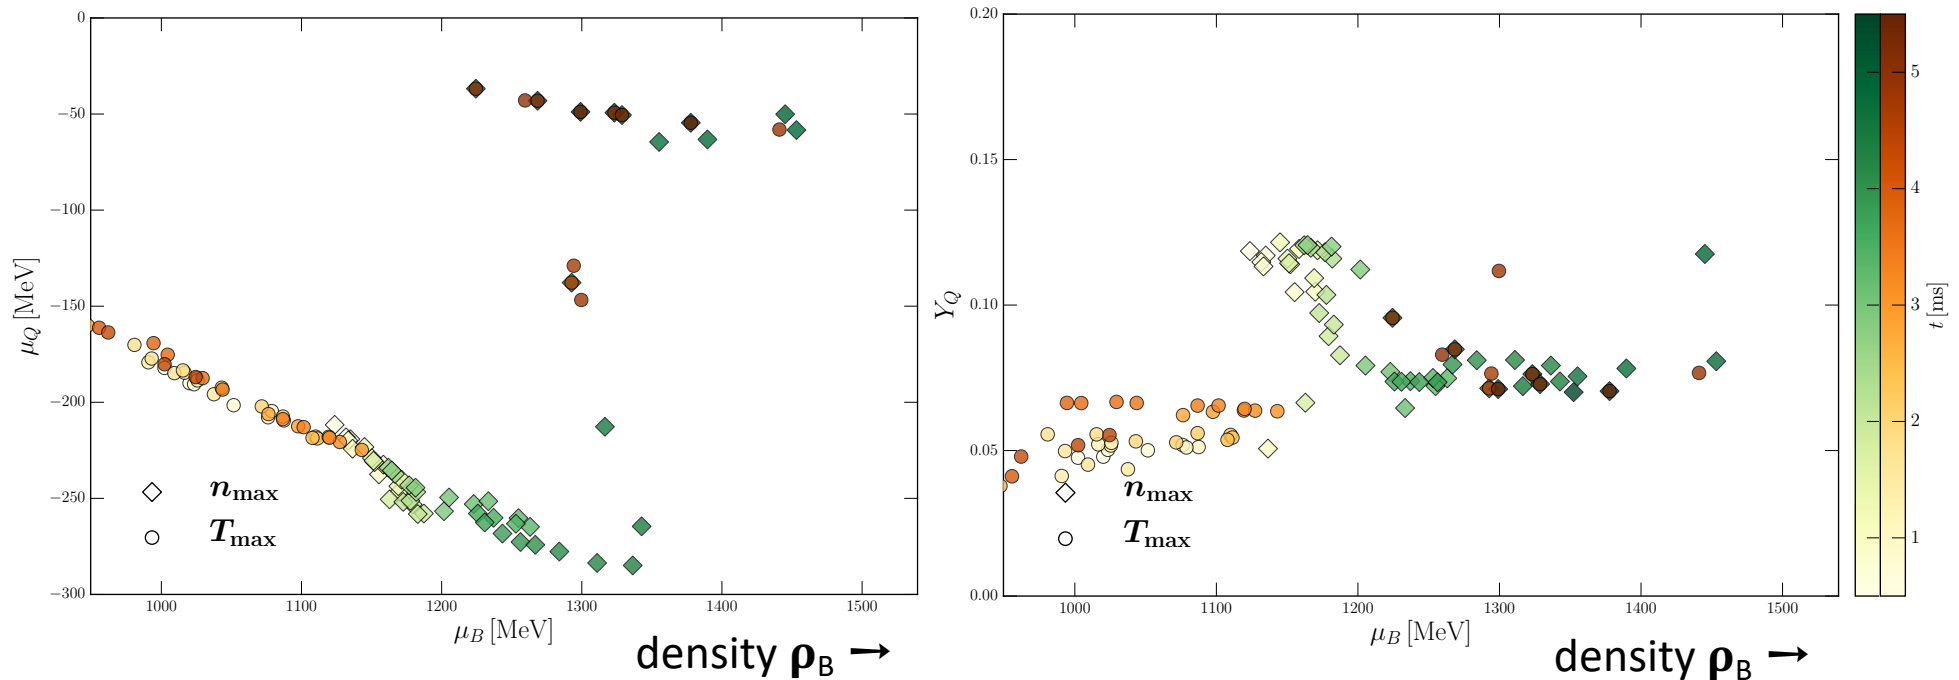 0
−50
−100
−150
−200
−250
−300
μ_Q [MeV]
n_max
T_max
1000 1100 1200 1300 1400 1500
μ_B [MeV]
density ρ_B →
0.20
0.15
0.10
0.05
0.00
Y_Q
n_max
T_max
1000 1100 1200 1300 1400 1500
μ_B [MeV]
density ρ_B →
5
4
3
2
1
t [ms]